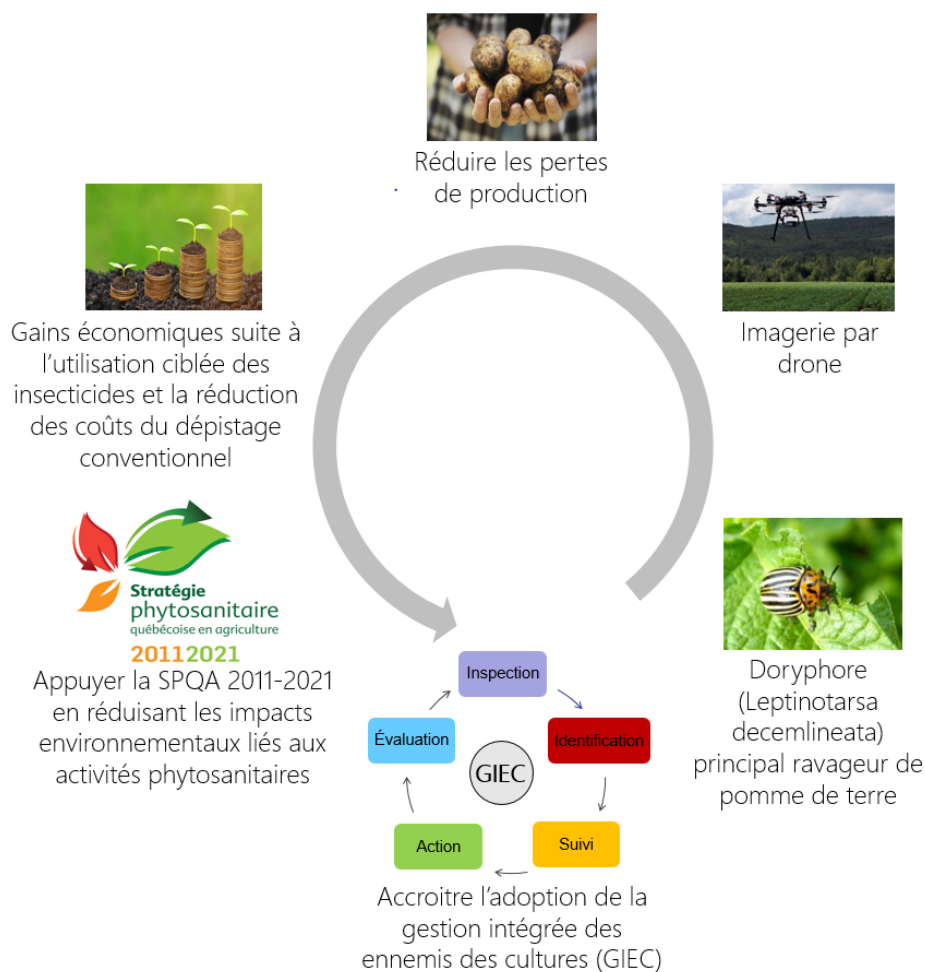 Réduire les pertes
de production
Imagerie par
drone
Doryphore
(Leptinotarsa
decemlineata)
principal ravageur de
pomme de terre
Inspection
Identification
Suivi
Action
Évaluation
GIEC
Accroitre l'adoption de la
gestion intégrée des
ennemis des cultures (GIEC)
Stratégie
phytosanitaire
québécoise en agriculture
20112021
Appuyer la SPQA 2011-2021
en réduisant les impacts
environnementaux liés aux
activités phytosanitaires
Gains économiques suite à
l'utilisation ciblée des
insecticides et la réduction
des coûts du dépistage
conventionnel